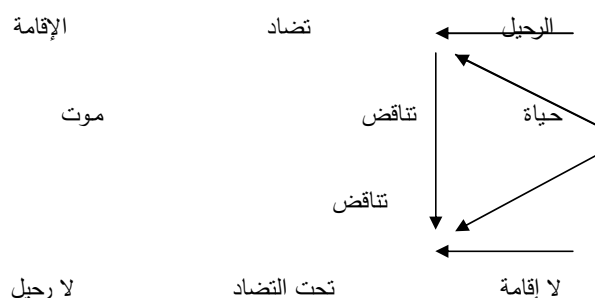 الرحيل تضاد الإقامة
حياة تناقض موت
تناقض
لا إقامة تحت التضاد لا رحيل